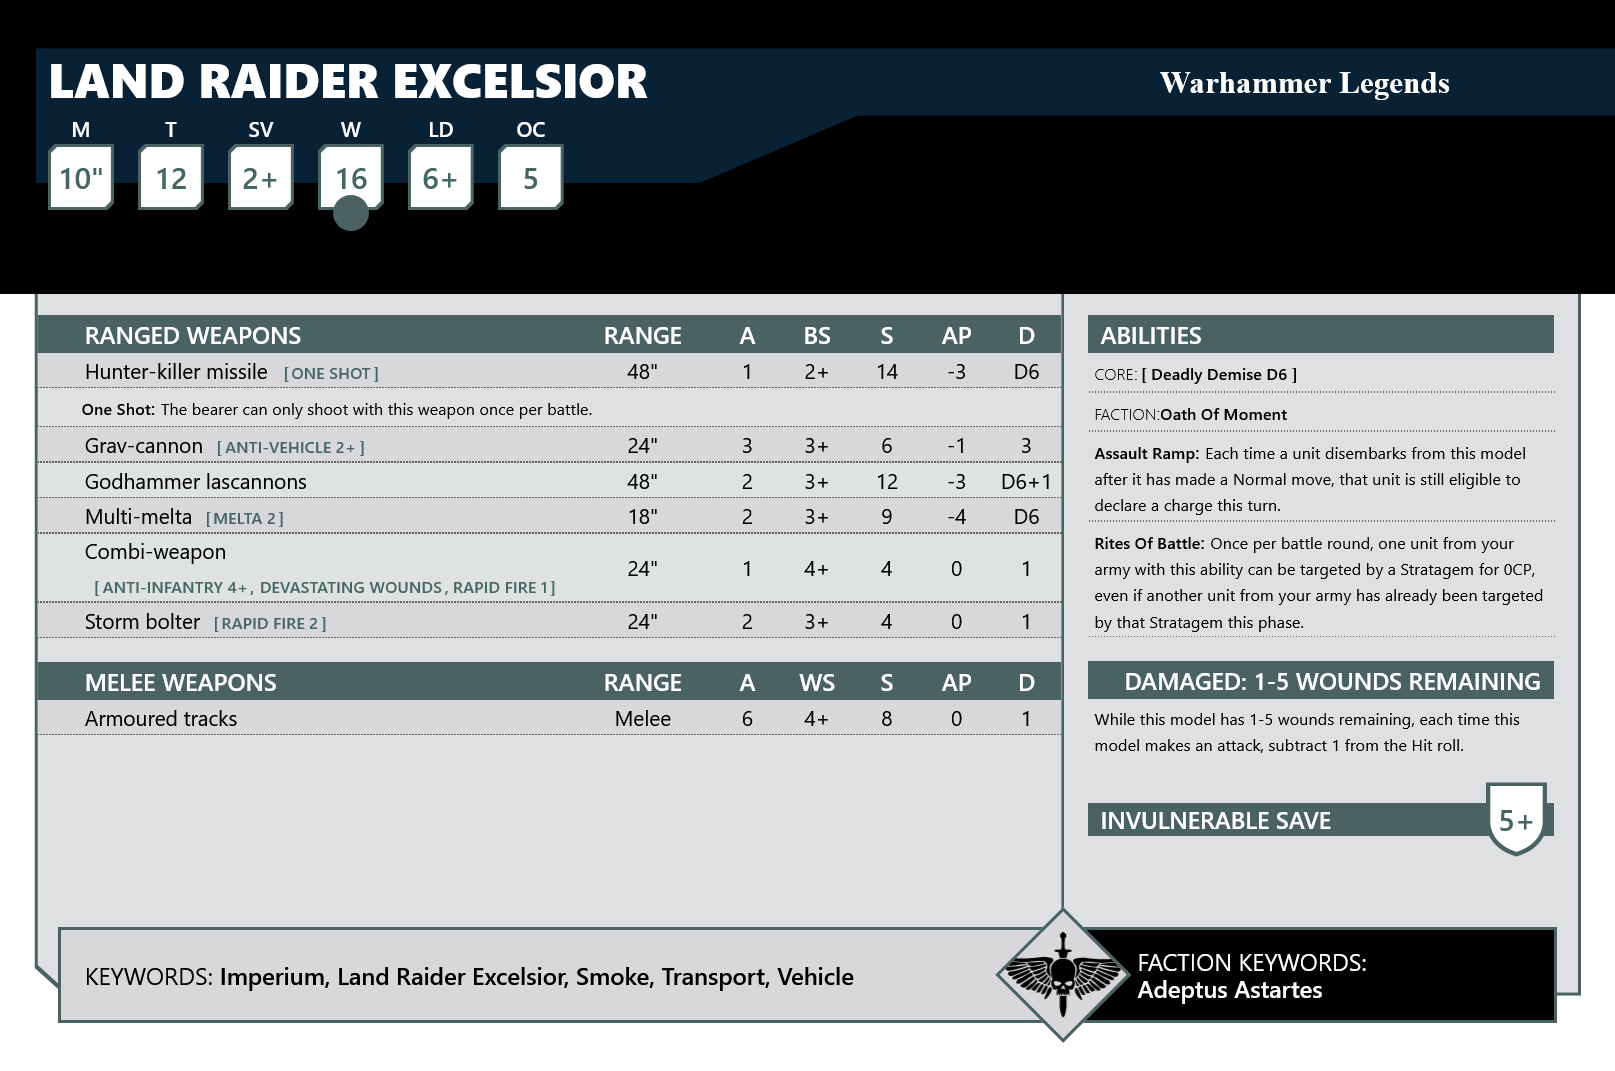 LAND RAIDER EXCELSIOR
Warhammer Legends
M T SV W LD OC
10" 12 2+ 16 6+ 5
RANGED WEAPONS RANGE A BS S AP D
Hunter-killer missile [ONE SHOT] 48" 1 2+ 14 -3 D6
One Shot: The bearer can only shoot with this weapon once per battle.
Grav-cannon [ANTI-VEHICLE 2+] 24" 3 3+ 6 -1 3
Godhammer lascannons 48" 2 3+ 12 -3 D6+1
Multi-melta [MELTA 2] 18" 2 3+ 9 -4 D6
Combi-weapon
[ANTI-INFANTRY 4+, DEVASTATING WOUNDS, RAPID FIRE 1] 24" 1 4+ 4 0 1
Storm bolter [RAPID FIRE 2] 24" 2 3+ 4 0 1
MELEE WEAPONS RANGE A WS S AP D
Armoured tracks Melee 6 4+ 8 0 1
ABILITIES
CORE: [ Deadly Demise D6 ]
FACTION:Oath Of Moment
Assault Ramp: Each time a unit disembarks from this model
after it has made a Normal move, that unit is still eligible to
declare a charge this turn.
Rites Of Battle: Once per battle round, one unit from your
army with this ability can be targeted by a Stratagem for 0CP,
even if another unit from your army has already been targeted
by that Stratagem this phase.
DAMAGED: 1-5 WOUNDS REMAINING
While this model has 1-5 wounds remaining, each time this
model makes an attack, subtract 1 from the Hit roll.
INVULNERABLE SAVE 5+
KEYWORDS: Imperium, Land Raider Excelsior, Smoke, Transport, Vehicle
FACTION KEYWORDS:
Adeptus Astartes